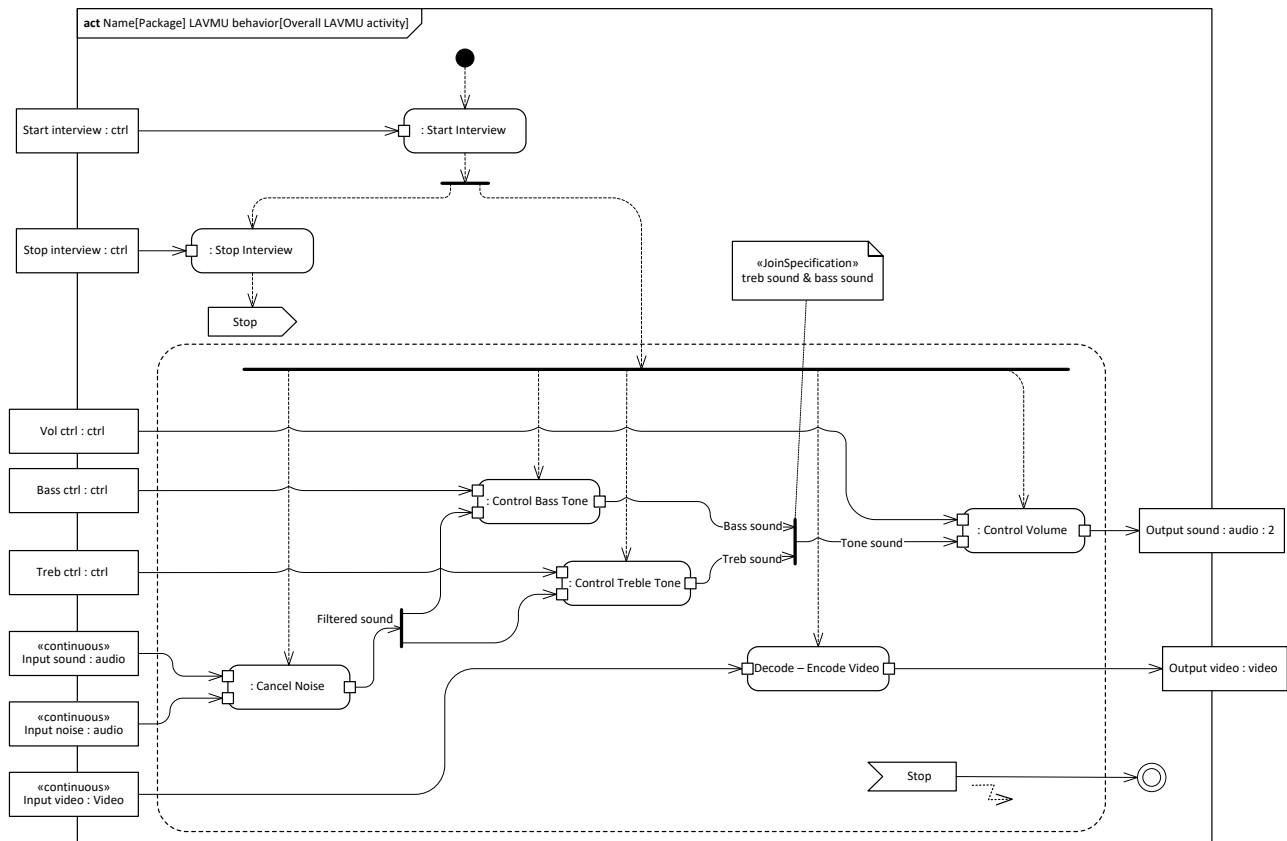 act Name[Package] LAVMU behavior[Overall LAVMU activity]
Start interview : ctrl
: Start Interview
Stop interview : ctrl
: Stop Interview
«JoinSpecification»
treb sound & bass sound
Stop
Vol ctrl : ctrl
Bass ctrl : ctrl
: Control Bass Tone
Bass sound
: Control Volume
Output sound : audio : 2
Tone sound
Treb sound
Treb ctrl : ctrl
: Control Treble Tone
Filtered sound
«continuous»
Input sound : audio
: Cancel Noise
Decode – Encode Video
Output video : video
«continuous»
Input noise : audio
«continuous»
Input video : Video
Stop